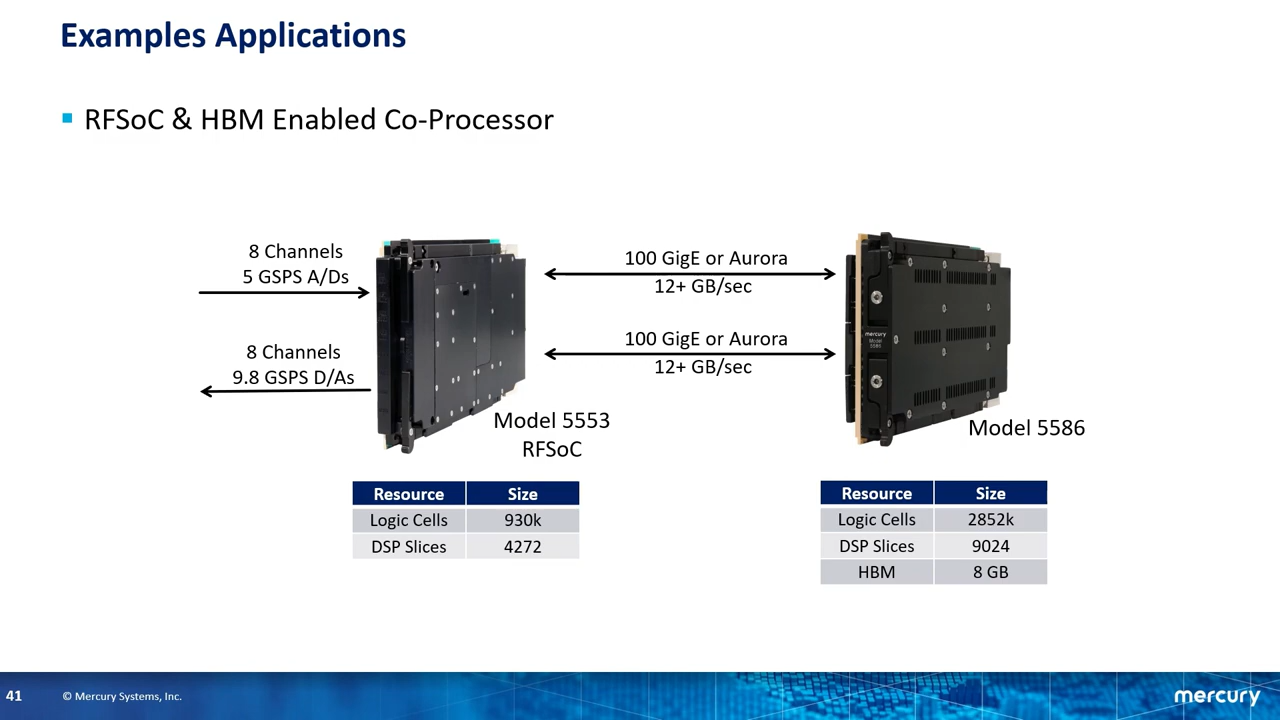 Examples Applications
RFSoC & HBM Enabled Co-Processor
8 Channels
5 GSPS A/Ds
8 Channels
9.8 GSPS D/As
100 GigE or Aurora
12+ GB/sec
100 GigE or Aurora
12+ GB/sec
mercury
Model
5586
Model 5553
RFSoC
Model 5586
Resource Size
Logic Cells 930k
DSP Slices 4272
Resource Size
Logic Cells 2852k
DSP Slices 9024
HBM 8 GB
41
© Mercury Systems, Inc.
mercury